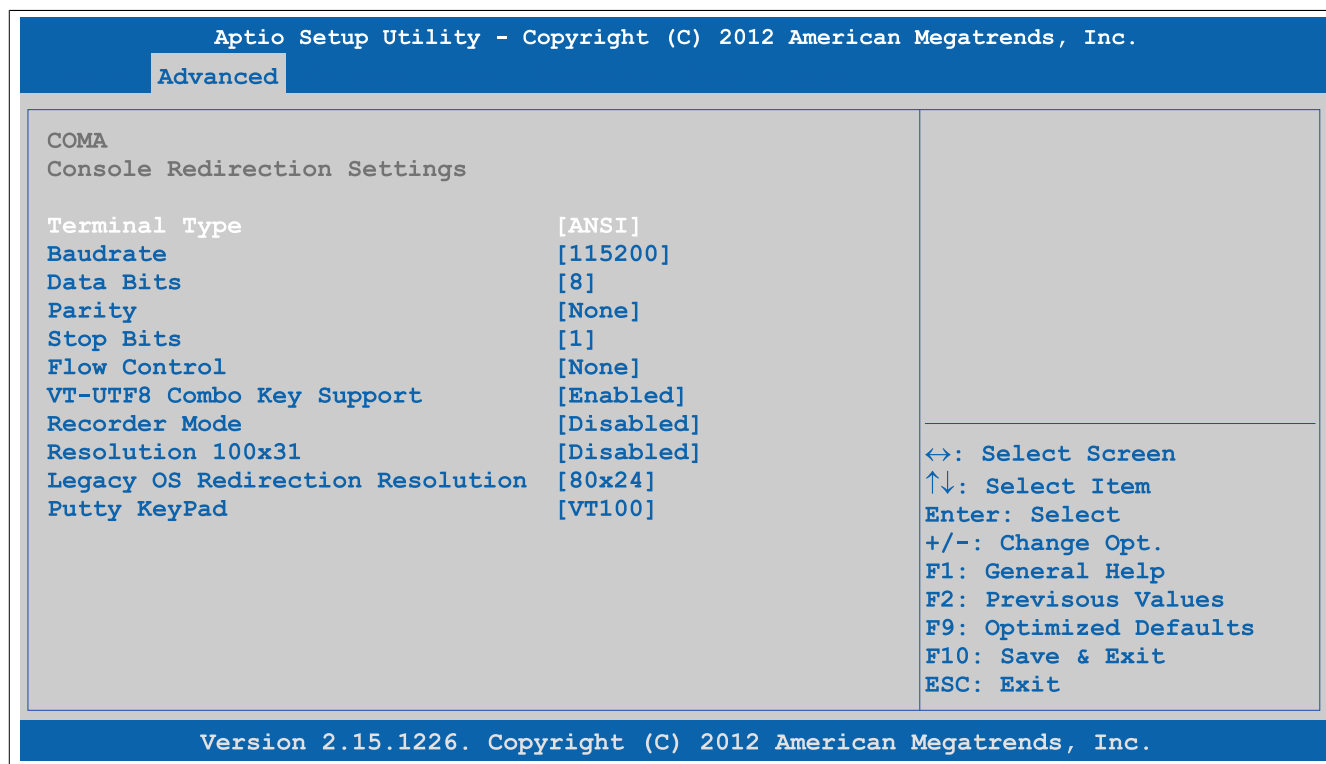 Aptio Setup Utility - Copyright (C) 2012 American Megatrends, Inc.
Advanced
COMA
Console Redirection Settings
Terminal Type [ANSI]
Baudrate [115200]
Data Bits [8]
Parity [None]
Stop Bits [1]
Flow Control [None]
VT-UTF8 Combo Key Support [Enabled]
Recorder Mode [Disabled]
Resolution 100x31 [Disabled]
Legacy OS Redirection Resolution [80x24]
Putty KeyPad [VT100]
↔: Select Screen
↑↓: Select Item
Enter: Select
+/-: Change Opt.
F1: General Help
F2: Previsous Values
F9: Optimized Defaults
F10: Save & Exit
ESC: Exit
Version 2.15.1226. Copyright (C) 2012 American Megatrends, Inc.